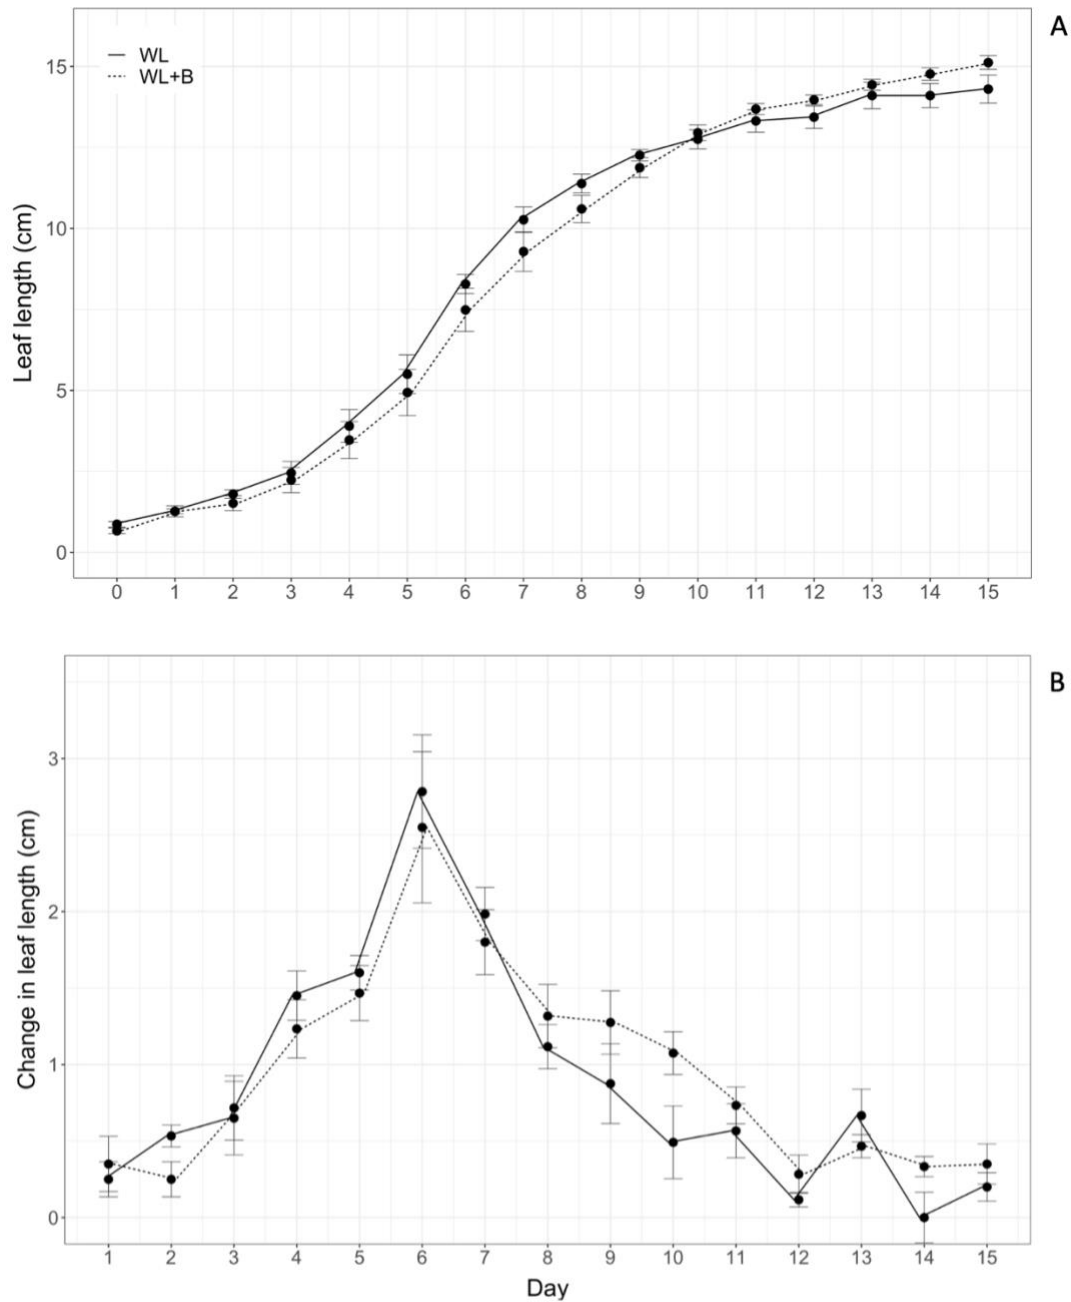 A
WL
WL+B
Leaf length (cm)
15
10
5
0
0 1 2 3 4 5 6 7 8 9 10 11 12 13 14 15
B
Change in leaf length (cm)
3
2
1
0
1 2 3 4 5 6 7 8 9 10 11 12 13 14 15
Day